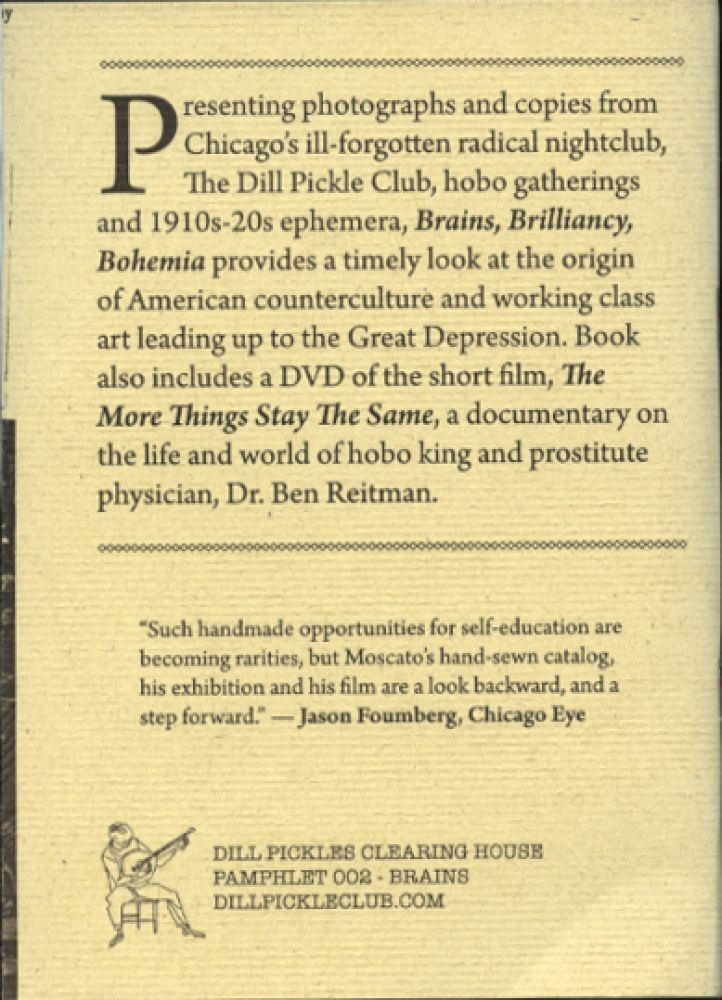 Presenting photographs and copies from
Chicago's ill-forgotten radical nightclub,
The Dill Pickle Club, hobo gatherings
and 1910s-20s ephemera, Brains, Brilliancy,
Bohemia provides a timely look at the origin
of American counterculture and working class
art leading up to the Great Depression. Book
also includes a DVD of the short film, The
More Things Stay The Same, a documentary on
the life and world of hobo king and prostitute
physician, Dr. Ben Reitman.
"Such handmade opportunities for self-education are
becoming rarities, but Moscato's hand-sewn catalog,
his exhibition and his film are a look backward, and a
step forward." — Jason Foumberg, Chicago Eye
DILL PICKLES CLEARING HOUSE
PAMPHLET 002 - BRAINS
DILLPICKLECLUB.COM